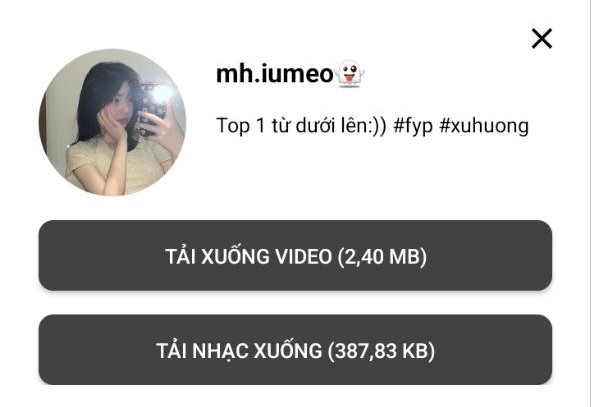 mh.iumeo👻
Top 1 từ dưới lên:)) #fyp #xuhuong
TẢI XUỐNG VIDEO (2,40 MB)
TẢI NHẠC XUỐNG (387,83 KB)